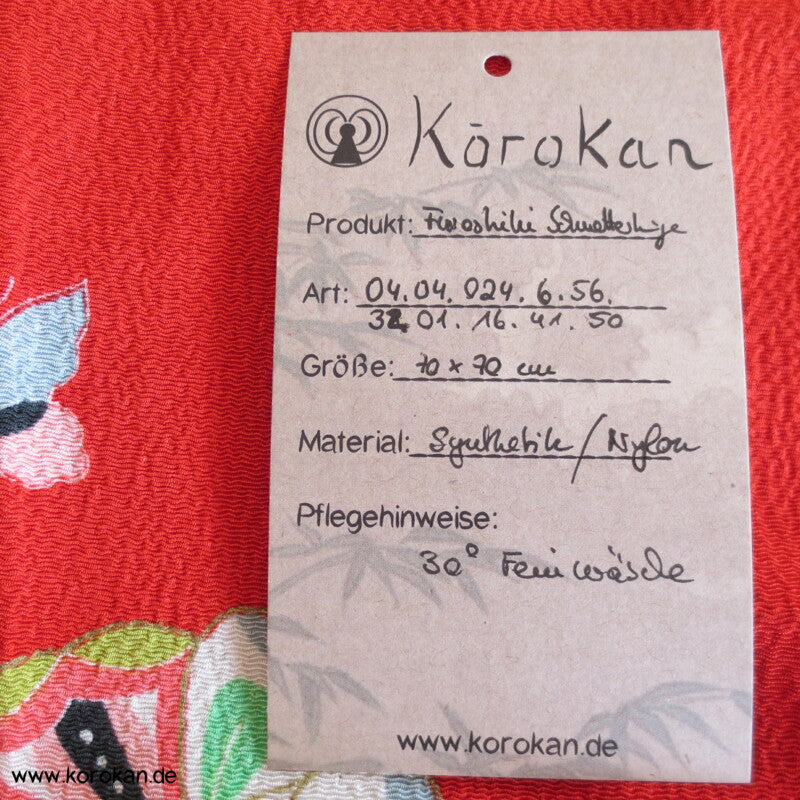 Kōrokan
Produkt: Furoshiki Schmetterlinge
Art: 04.04.024.6.56.
32 01.16.41.50
Größe: 70 x 70 cm
Material: Synthetik / Nylon
Pflegehinweise:
30° Feinwäsche
www.korokan.de
www.korokan.de